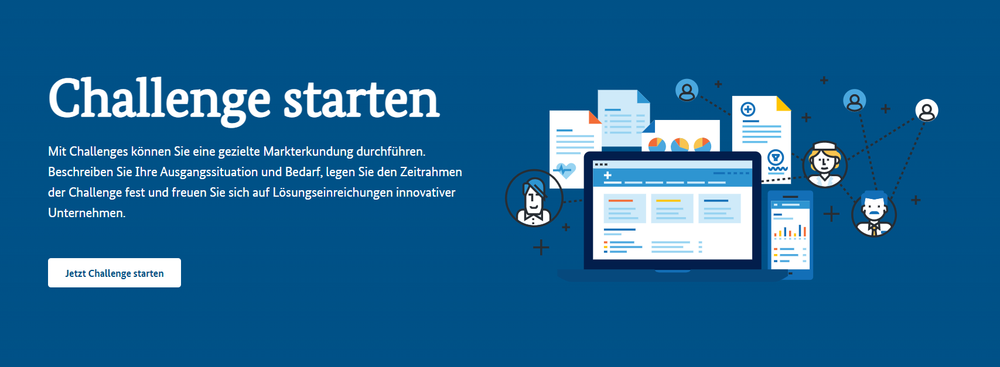 Challenge starten
Mit Challenges können Sie eine gezielte Markterkundung durchführen.
Beschreiben Sie Ihre Ausgangssituation und Bedarf, legen Sie den Zeitrahmen
der Challenge fest und freuen Sie sich auf Lösungseinreichungen innovativer
Unternehmen.
Jetzt Challenge starten